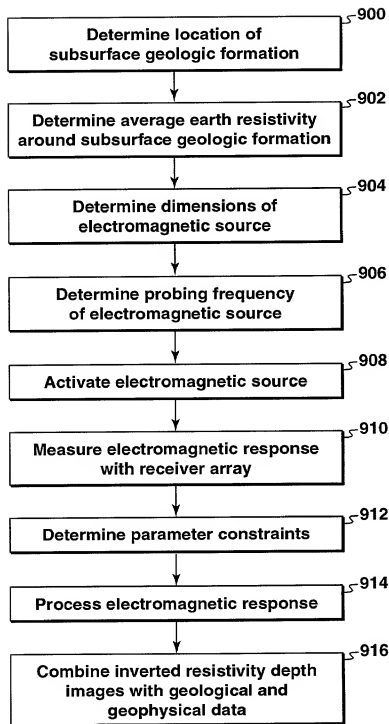 900
Determine location of
subsurface geologic formation
902
Determine average earth resistivity
around subsurface geologic formation
904
Determine dimensions of
electromagnetic source
906
Determine probing frequency
of electromagnetic source
908
Activate electromagnetic source
910
Measure electromagnetic response
with receiver array
912
Determine parameter constraints
914
Process electromagnetic response
916
Combine inverted resistivity depth
images with geological and
geophysical data